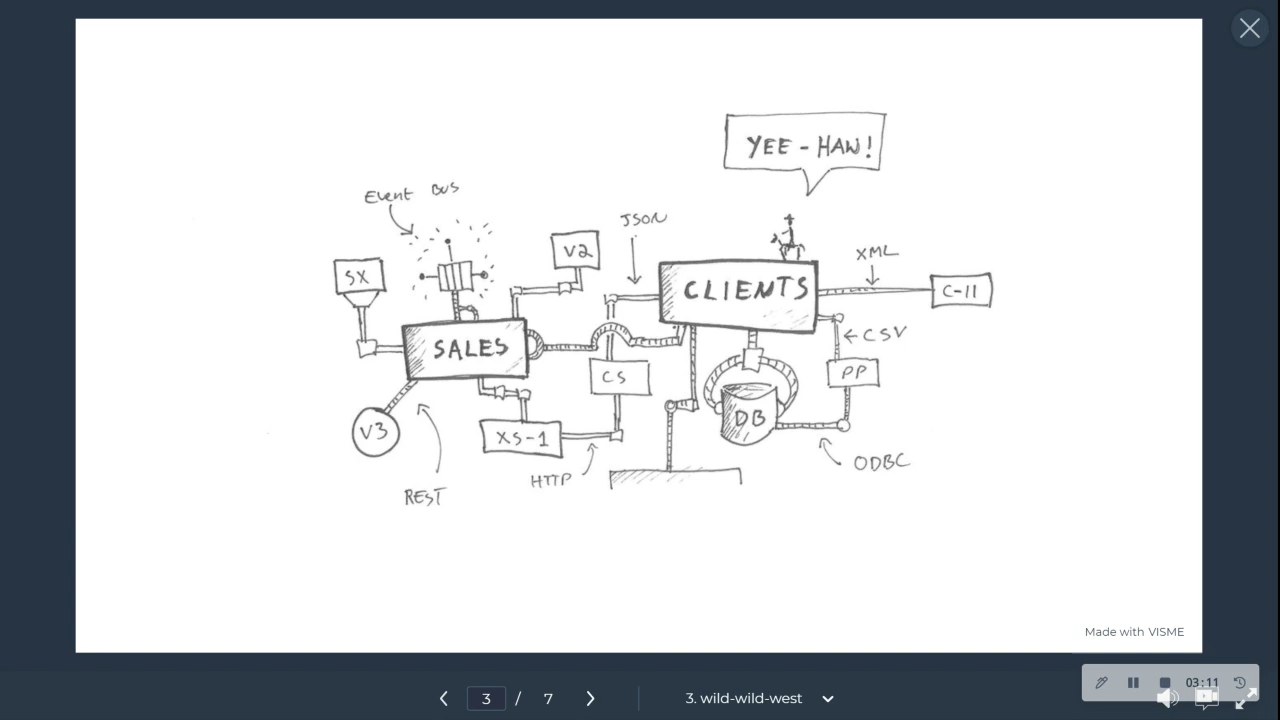 YEE - HAW!
Event BUS
JSON
V2
XML
SX
CLIENTS
C-11
SALES
CSV
CS
PP
DB
V3
XS-1
ODBC
HTTP
REST
Made with VISME
03:11
3 / 7
3. wild-wild-west